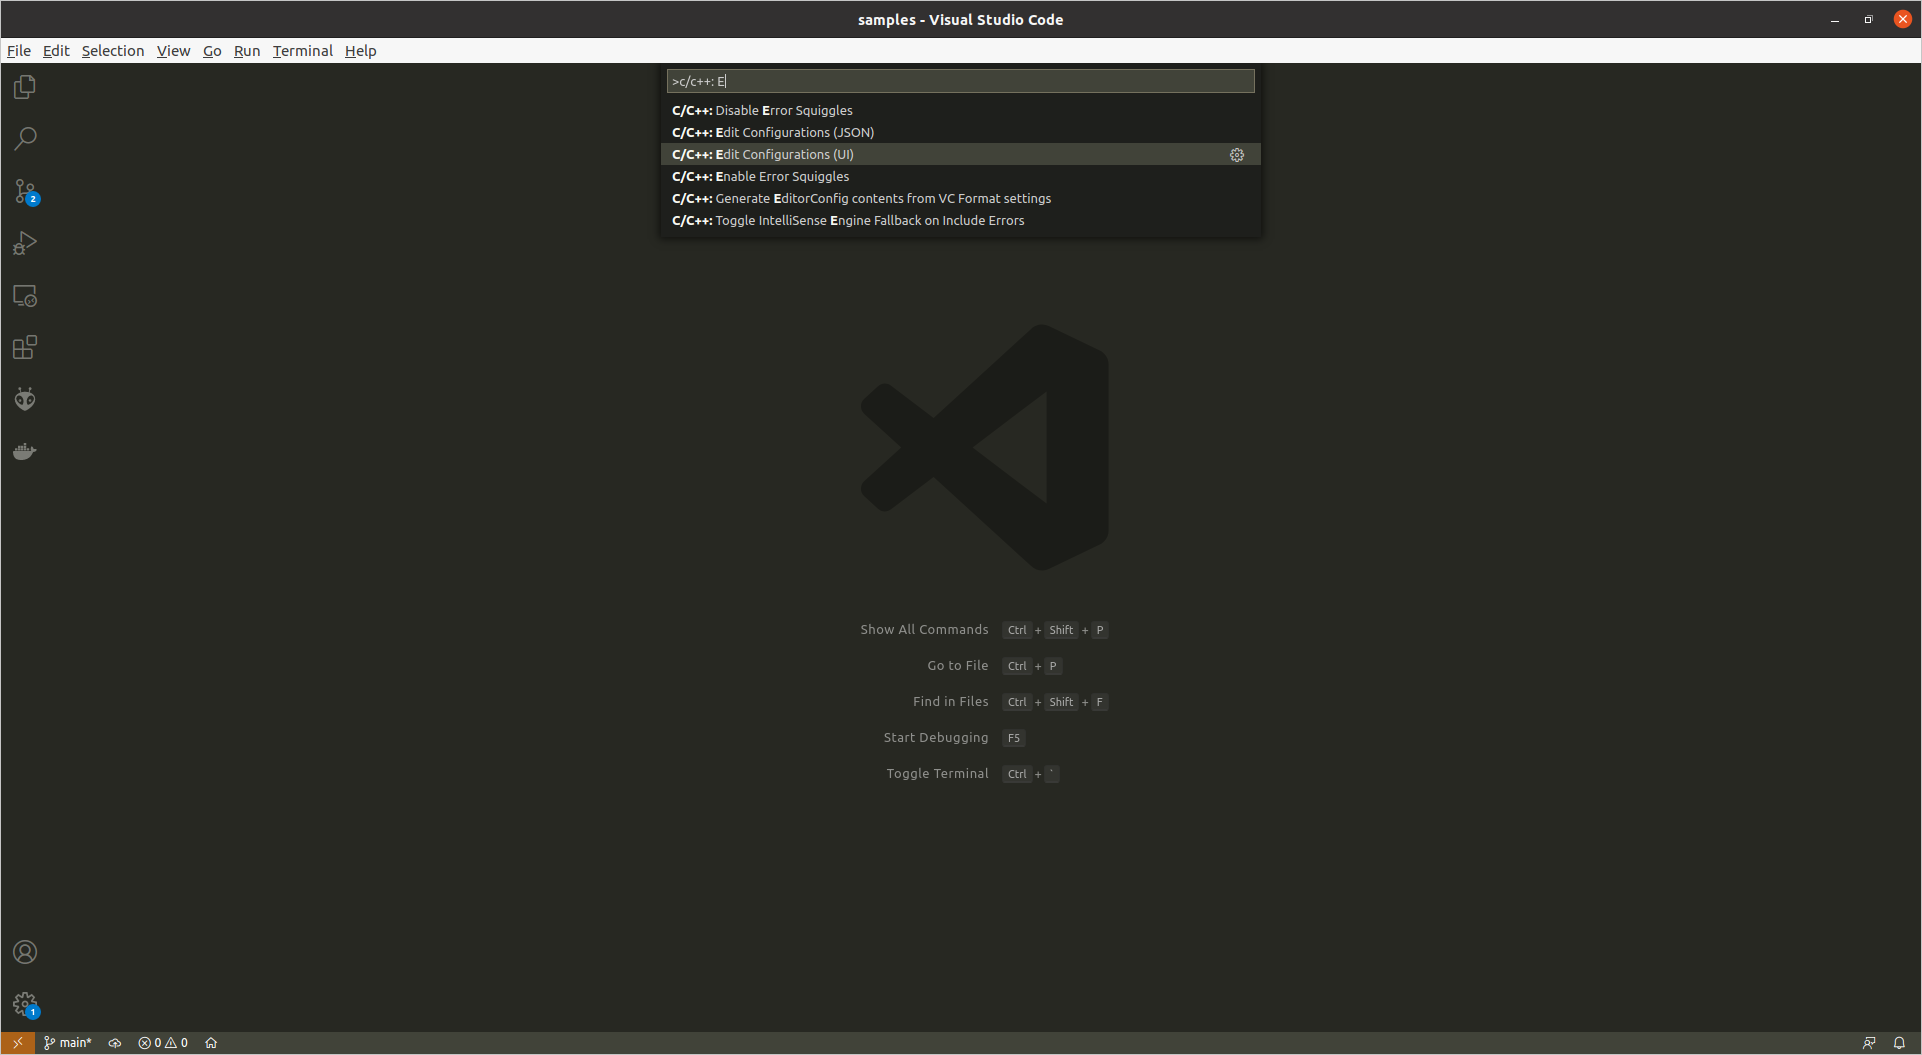 samples - Visual Studio Code
File Edit Selection View Go Run Terminal Help
>c/c++: E
C/C++: Disable Error Squiggles
C/C++: Edit Configurations (JSON)
C/C++: Edit Configurations (UI)
C/C++: Enable Error Squiggles
C/C++: Generate EditorConfig contents from VC Format settings
C/C++: Toggle IntelliSense Engine Fallback on Include Errors
2
Show All Commands Ctrl + Shift + P
Go to File Ctrl + P
Find in Files Ctrl + Shift + F
Start Debugging F5
Toggle Terminal Ctrl + `
1
main* 0 0